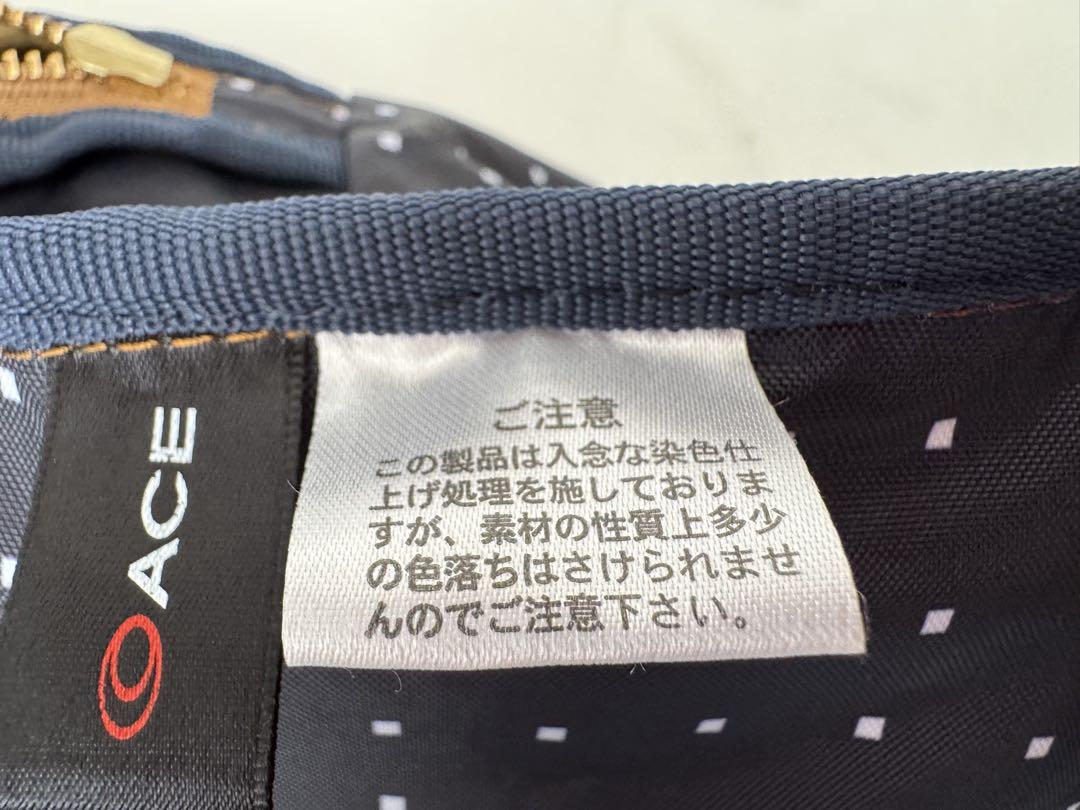 ACE
ご注意
この製品は入念な染色仕
上げ処理を施しておりま
すが、素材の性質上多少
の色落ちはさけられませ
んのでご注意下さい。